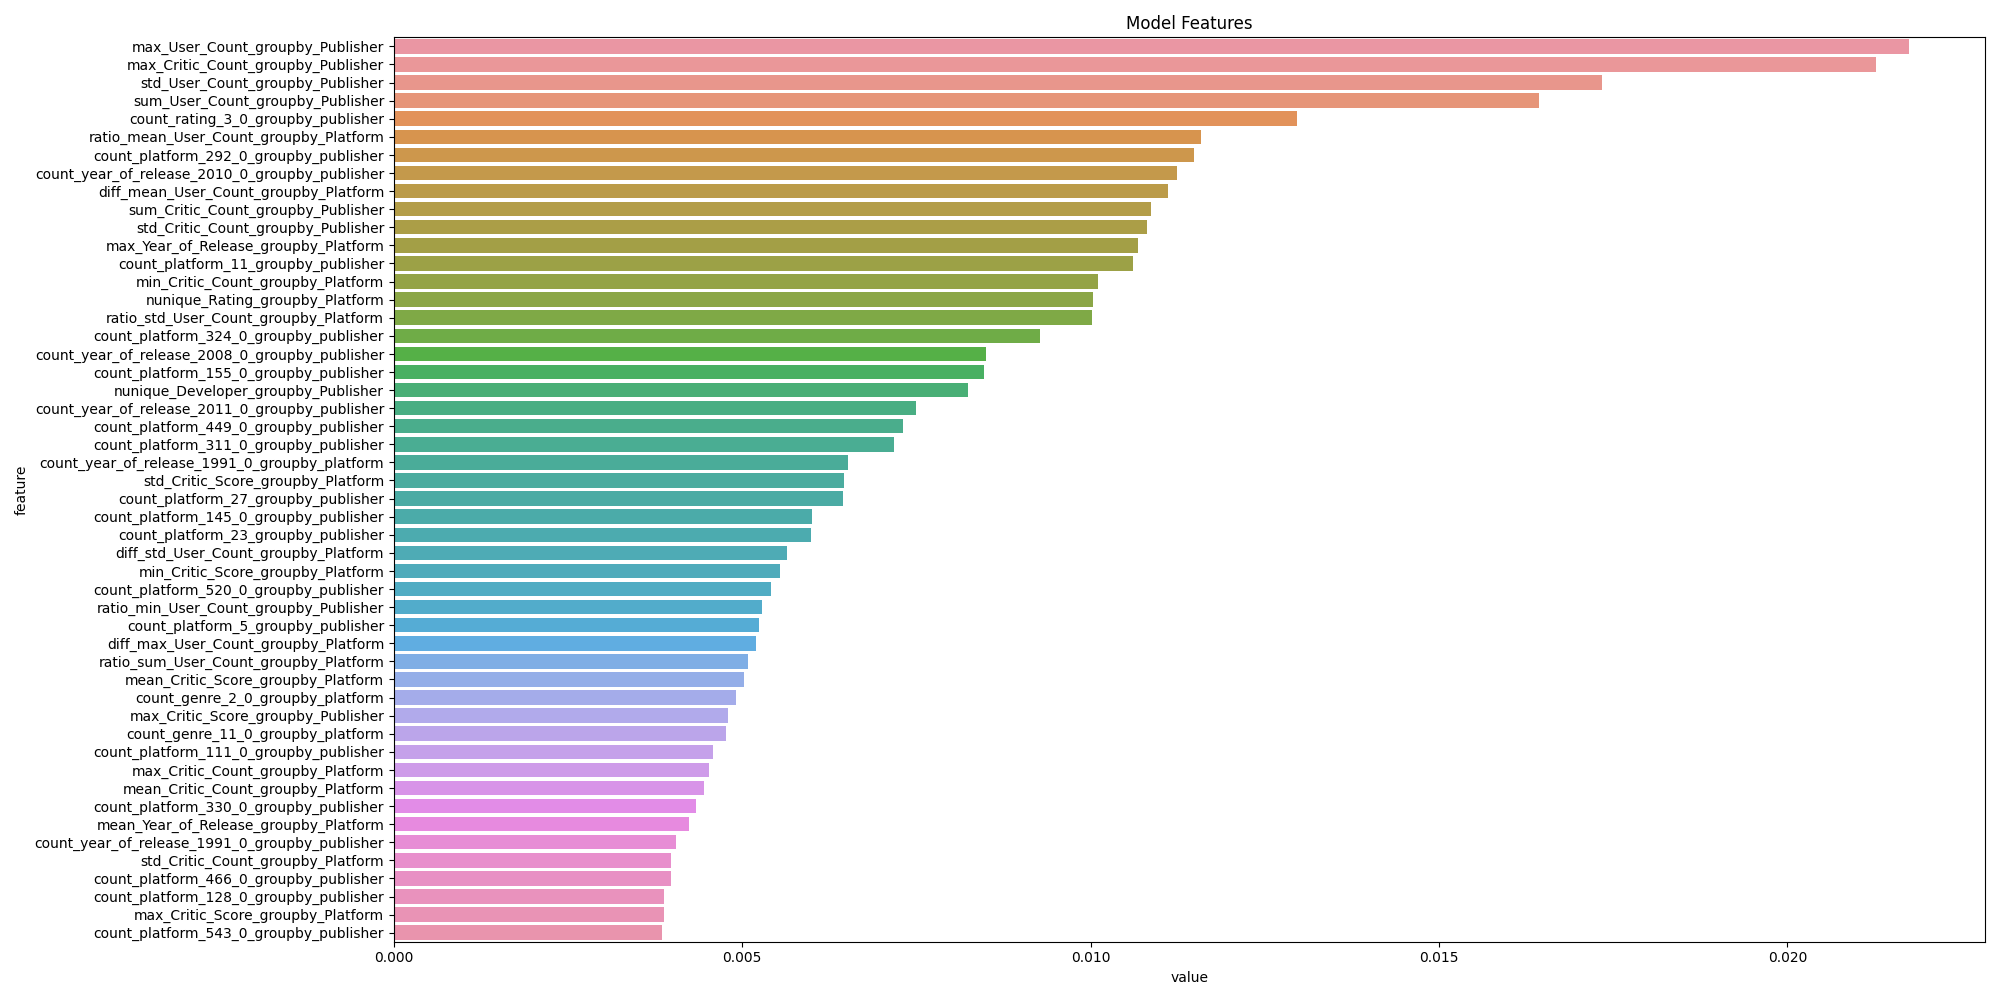 Model Features
max_User_Count_groupby_Publisher
max_Critic_Count_groupby_Publisher
std_User_Count_groupby_Publisher
sum_User_Count_groupby_Publisher
count_rating_3_0_groupby_publisher
ratio_mean_User_Count_groupby_Platform
count_platform_292_0_groupby_publisher
count_year_of_release_2010_0_groupby_publisher
diff_mean_User_Count_groupby_Platform
sum_Critic_Count_groupby_Publisher
std_Critic_Count_groupby_Publisher
max_Year_of_Release_groupby_Platform
count_platform_11_groupby_publisher
min_Critic_Count_groupby_Platform
nunique_Rating_groupby_Platform
ratio_std_User_Count_groupby_Platform
count_platform_324_0_groupby_publisher
count_year_of_release_2008_0_groupby_publisher
count_platform_155_0_groupby_publisher
nunique_Developer_groupby_Publisher
count_year_of_release_2011_0_groupby_publisher
count_platform_449_0_groupby_publisher
count_platform_311_0_groupby_publisher
count_year_of_release_1991_0_groupby_platform
std_Critic_Score_groupby_Platform
count_platform_27_groupby_publisher
count_platform_145_0_groupby_publisher
count_platform_23_groupby_publisher
diff_std_User_Count_groupby_Platform
min_Critic_Score_groupby_Platform
count_platform_520_0_groupby_publisher
ratio_min_User_Count_groupby_Publisher
count_platform_5_groupby_publisher
diff_max_User_Count_groupby_Platform
ratio_sum_User_Count_groupby_Platform
mean_Critic_Score_groupby_Platform
count_genre_2_0_groupby_platform
max_Critic_Score_groupby_Publisher
count_genre_11_0_groupby_platform
count_platform_111_0_groupby_publisher
max_Critic_Count_groupby_Platform
mean_Critic_Count_groupby_Platform
count_platform_330_0_groupby_publisher
mean_Year_of_Release_groupby_Platform
count_year_of_release_1991_0_groupby_publisher
std_Critic_Count_groupby_Platform
count_platform_466_0_groupby_publisher
count_platform_128_0_groupby_publisher
max_Critic_Score_groupby_Platform
count_platform_543_0_groupby_publisher
feature
0.000 0.005 0.010 0.015 0.020
value